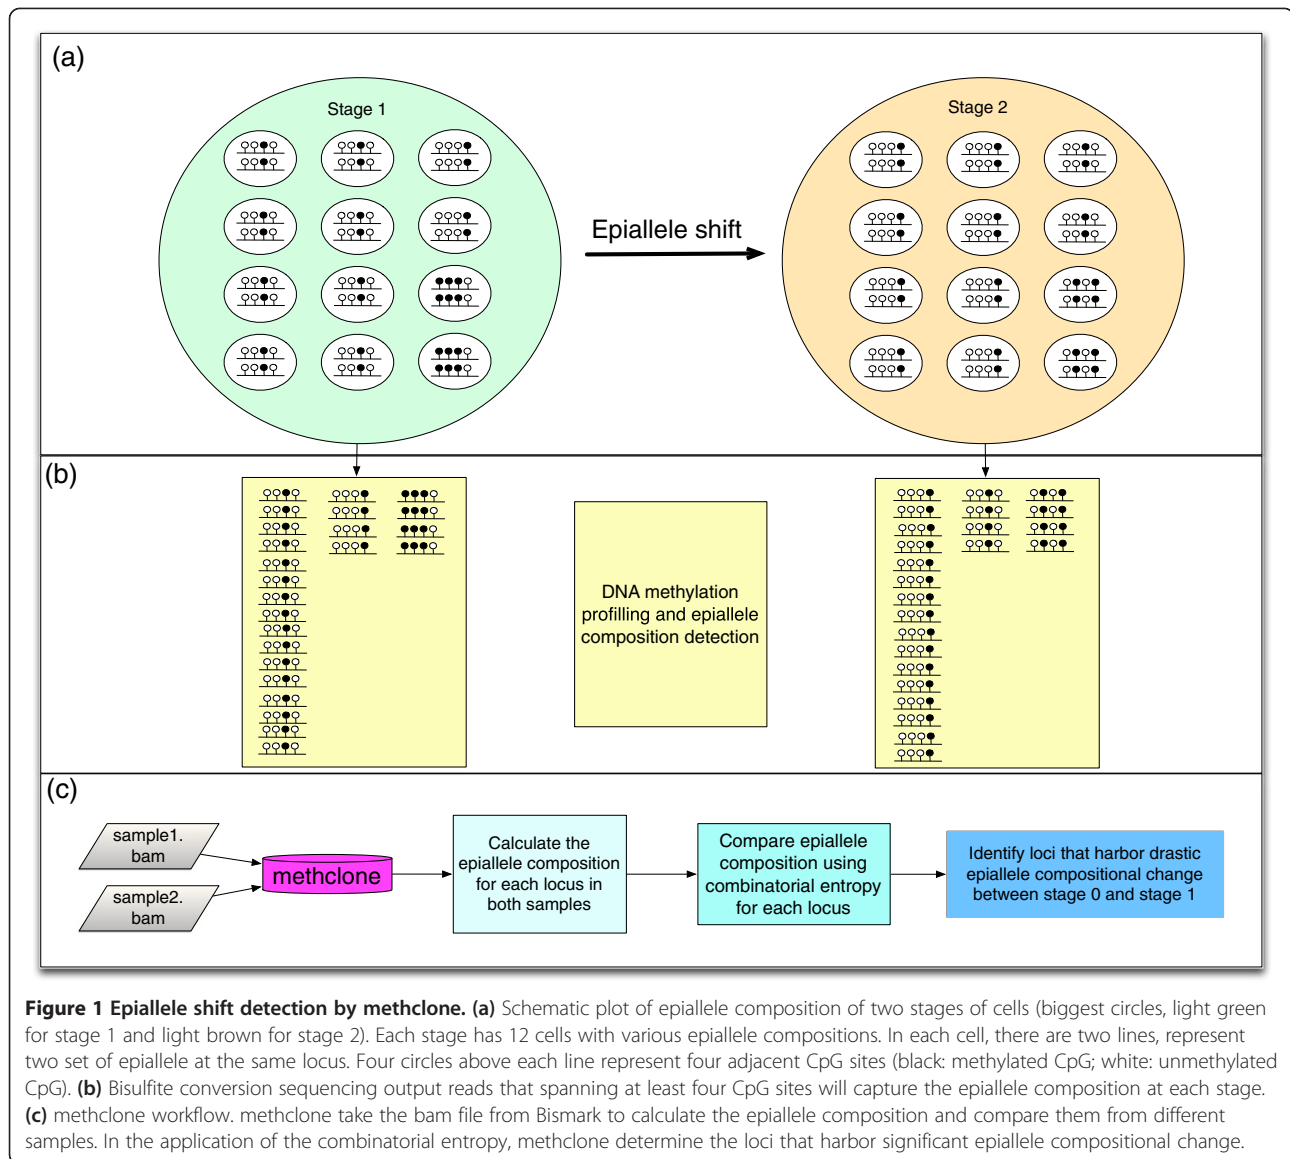 (a)
Stage 1
Stage 2
Epiallele shift
(b)
DNA methylation
profilling and epiallele
composition detection
(c)
sample1.
bam
sample2.
bam
methclone
Calculate the
epiallele composition
for each locus in
both samples
Compare epiallele
composition using
combinatorial entropy
for each locus
Identify loci that harbor drastic
epiallele compositional change
between stage 0 and stage 1
Figure 1 Epiallele shift detection by methclone. (a) Schematic plot of epiallele composition of two stages of cells (biggest circles, light green
for stage 1 and light brown for stage 2). Each stage has 12 cells with various epiallele compositions. In each cell, there are two lines, represent
two set of epiallele at the same locus. Four circles above each line represent four adjacent CpG sites (black: methylated CpG; white: unmethylated
CpG). (b) Bisulfite conversion sequencing output reads that spanning at least four CpG sites will capture the epiallele composition at each stage.
(c) methclone workflow. methclone take the bam file from Bismark to calculate the epiallele composition and compare them from different
samples. In the application of the combinatorial entropy, methclone determine the loci that harbor significant epiallele compositional change.